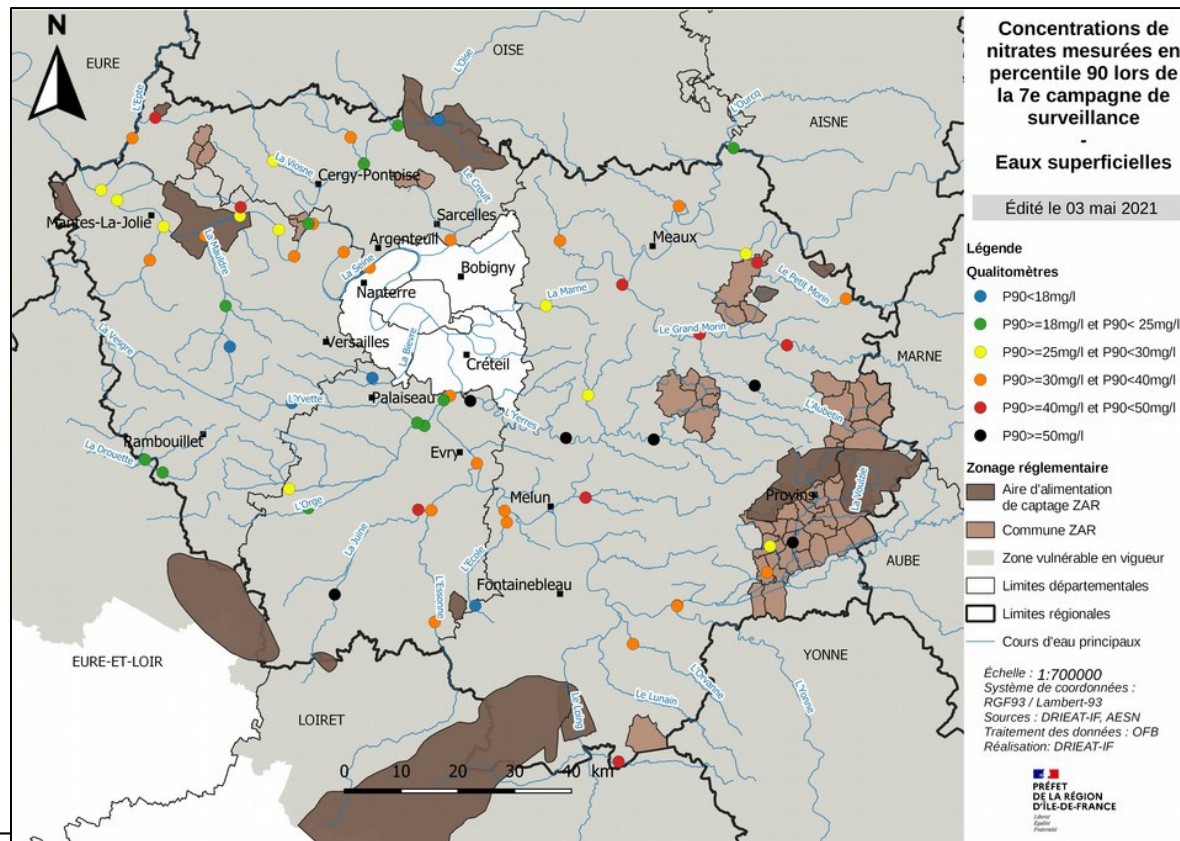 N
EURE
OISE
AISNE
MARNE
AUBE
YONNE
LOIRET
EURE-ET-LOIR
L'Epte
L'Oise
L'Ourcq
La Viosne
Cergy-Pontoise
Le Croult
Sarcelles
Mantes-La-Jolie
Argenteuil
La Mauldre
La Seine
Bobigny
Meaux
Nanterre
La Marne
Le Petit Morin
Le Grand Morin
La Vesgre
Versailles
La Bièvre
Créteil
L'Yvette
Palaiseau
L'Yerres
L'Aubetin
Rambouillet
La Drouette
Evry
Melun
Provins
La Voulzie
L'Orge
La Juine
L'Ecole
L'Essonne
Fontainebleau
Le Loing
Le Lunain
L'Orvanne
L'Yonne
0 10 20 30 40 km
Concentrations de
nitrates mesurées en
percentile 90 lors de
la 7e campagne de
surveillance
-
Eaux superficielles
Édité le 03 mai 2021
Légende
Qualitomètres
P90<18mg/l
P90>=18mg/l et P90< 25mg/l
P90>=25mg/l et P90<30mg/l
P90>=30mg/l et P90<40mg/l
P90>=40mg/l et P90<50mg/l
P90>=50mg/l
Zonage réglementaire
Aire d'alimentation
de captage ZAR
Commune ZAR
Zone vulnérable en vigueur
Limites départementales
Limites régionales
Cours d'eau principaux
Échelle : 1:700000
Système de coordonnées :
RGF93 / Lambert-93
Sources : DRIEAT-IF, AESN
Traitement des données : OFB
Réalisation: DRIEAT-IF
PRÉFET
DE LA RÉGION
D'ÎLE-DE-FRANCE
Liberté
Égalité
Fraternité